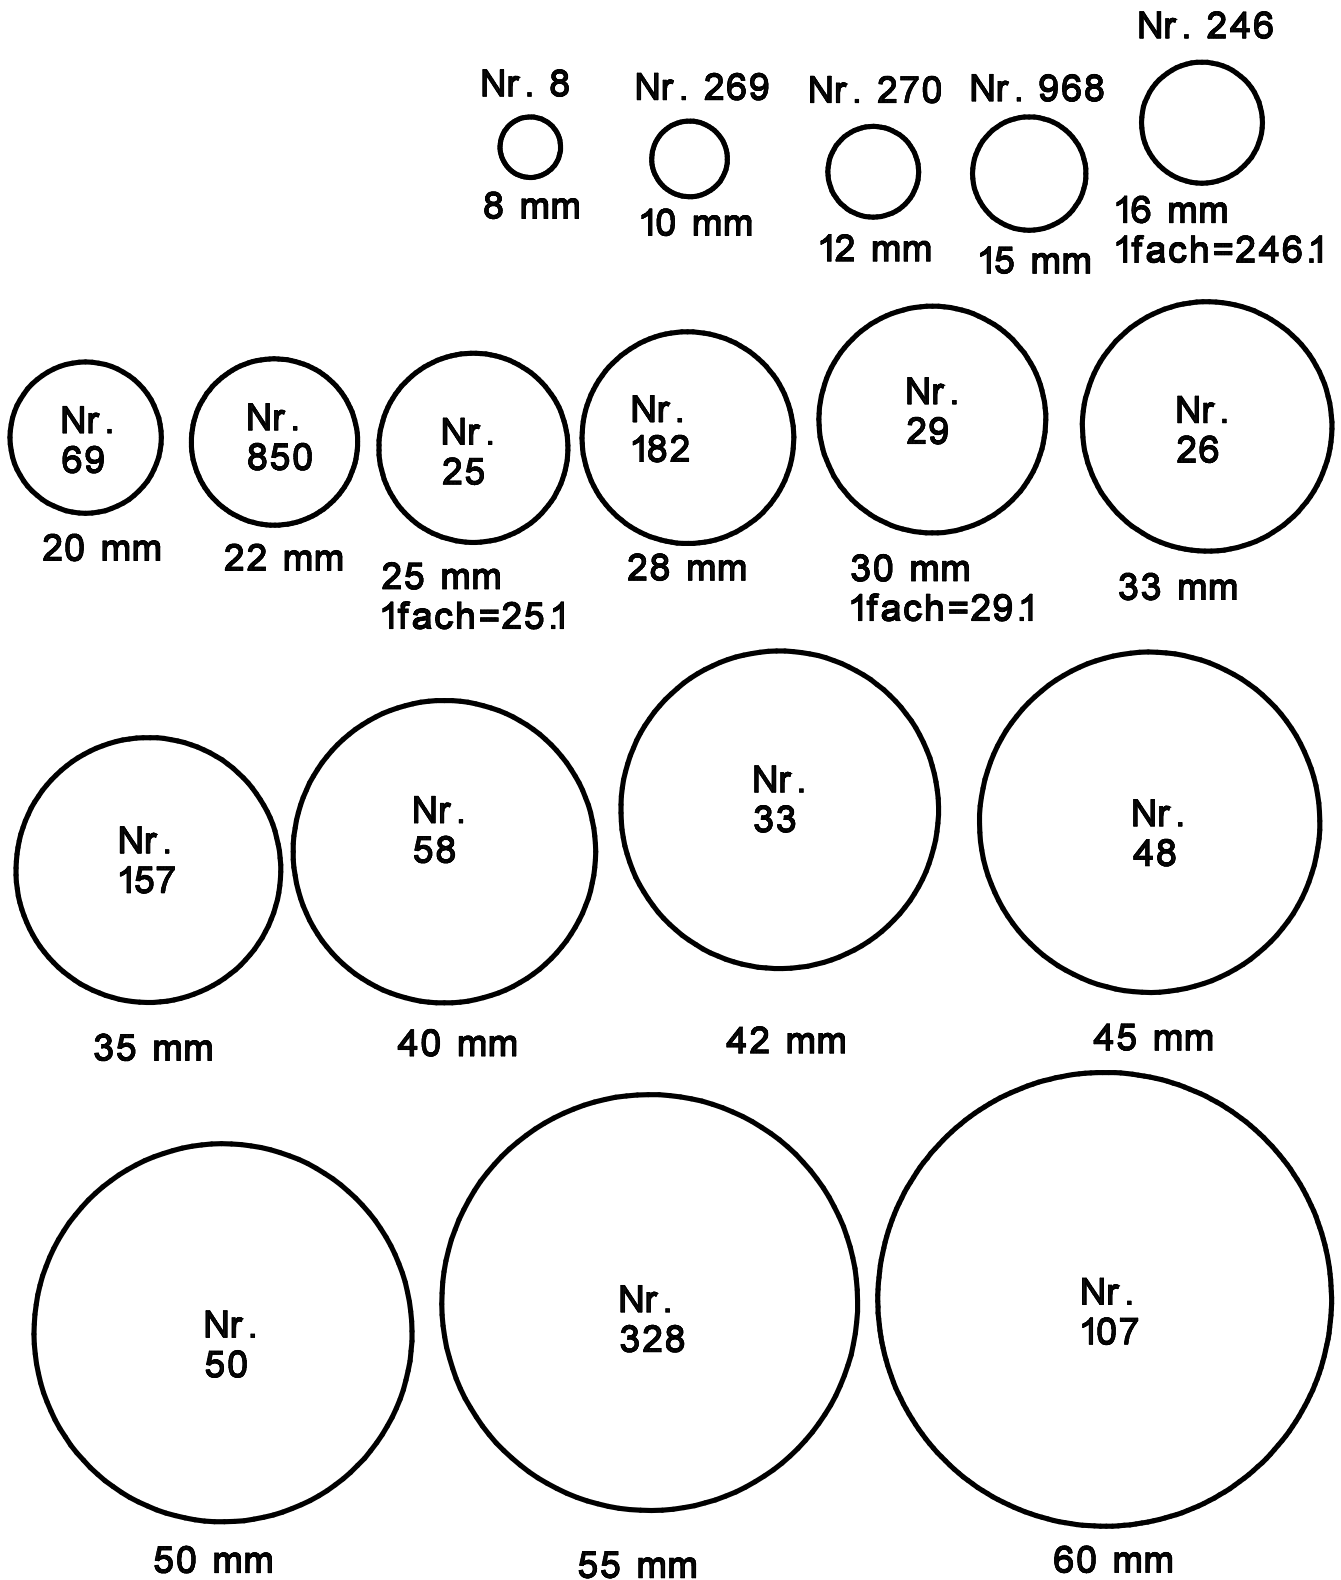 Nr. 246
Nr. 8
Nr. 269
Nr. 270
Nr. 968
8 mm
10 mm
12 mm
15 mm
16 mm
1fach=246.1
Nr.
69
Nr.
850
Nr.
25
Nr.
182
Nr.
29
Nr.
26
20 mm
22 mm
25 mm
1fach=25.1
28 mm
30 mm
1fach=29.1
33 mm
Nr.
157
Nr.
58
Nr.
33
Nr.
48
35 mm
40 mm
42 mm
45 mm
Nr.
50
Nr.
328
Nr.
107
50 mm
55 mm
60 mm